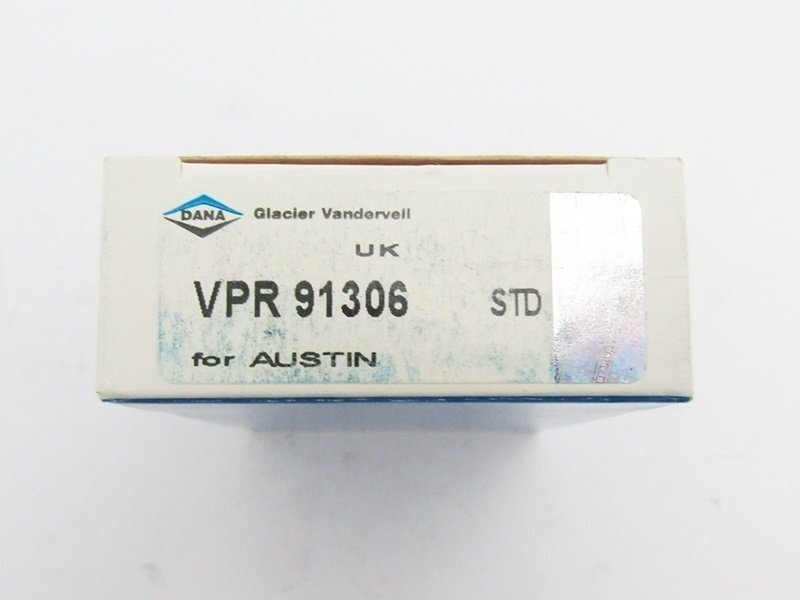 DANA Glacier Vandervell
UK
VPR 91306 STD
for AUSTIN